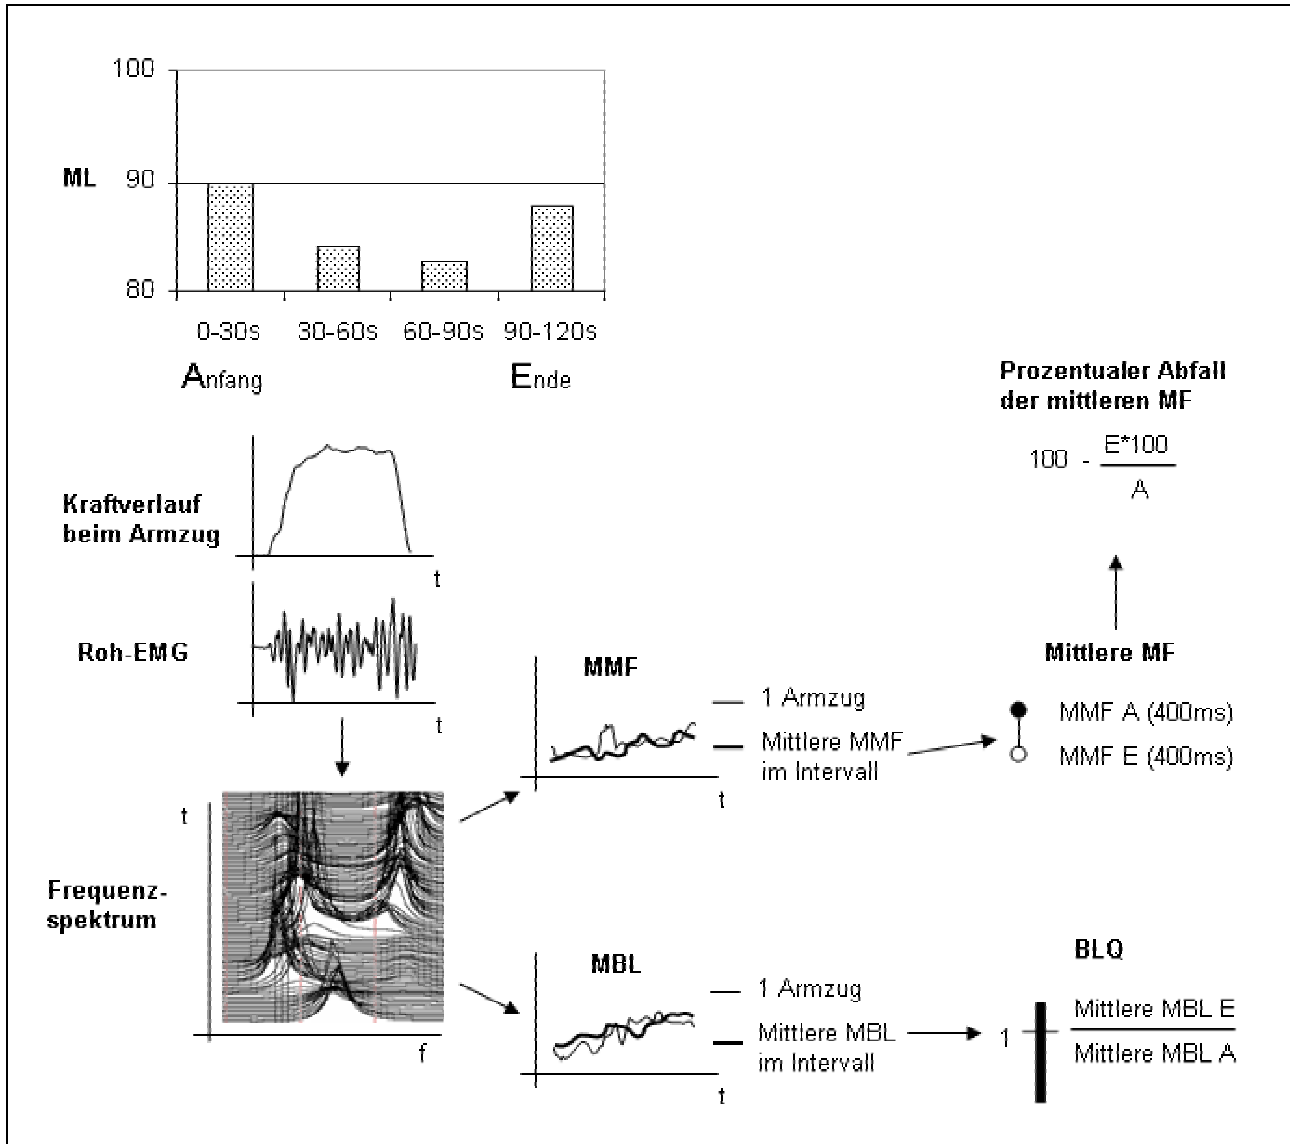 100
ML 90
80
0-30s 30-60s 60-90s 90-120s
Anfang Ende
Kraftverlauf
beim Armzug
t
Roh-EMG
t
t
Frequenz-
spektrum
f
MMF
1 Armzug
Mittlere MMF
im Intervall
t
MBL
1 Armzug
Mittlere MBL
im Intervall
t
Prozentualer Abfall
der mittleren MF
100 - E*100
A
Mittlere MF
MMF A (400ms)
MMF E (400ms)
BLQ
Mittlere MBL E
1
Mittlere MBL A